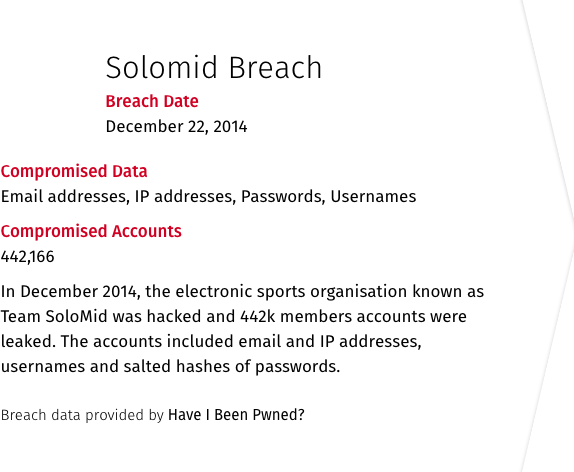 Solomid Breach
Breach Date
December 22, 2014
Compromised Data
Email addresses, IP addresses, Passwords, Usernames
Compromised Accounts
442,166
In December 2014, the electronic sports organisation known as
Team SoloMid was hacked and 442k members accounts were
leaked. The accounts included email and IP addresses,
usernames and salted hashes of passwords.
Breach data provided by Have I Been Pwned?